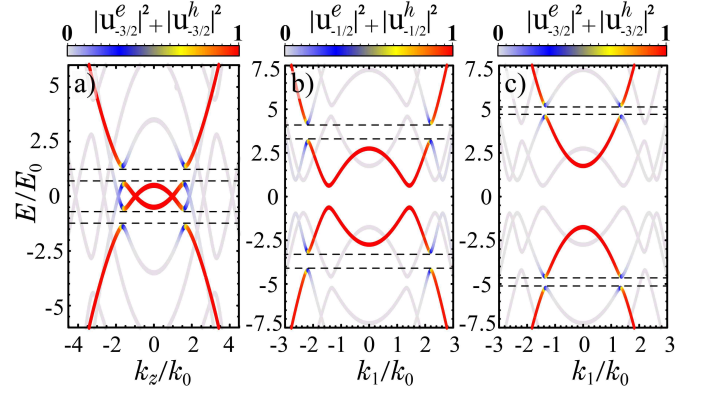 |u^e_{-3/2}|^2+|u^h_{-3/2}|^2 |u^e_{-1/2}|^2+|u^h_{-1/2}|^2 |u^e_{-3/2}|^2+|u^h_{-3/2}|^2
0 1 0 1 0 1
a) b) c)
5 7.5 7.5
5 5
2.5 2.5 2.5
E/E_0 0 0 0
-2.5 -2.5 -2.5
-5 -5 -5
-7.5 -7.5
-4 -2 0 2 4 -3 -2 -1 0 1 2 3 -3 -2 -1 0 1 2 3
k_z/k_0 k_1/k_0 k_1/k_0